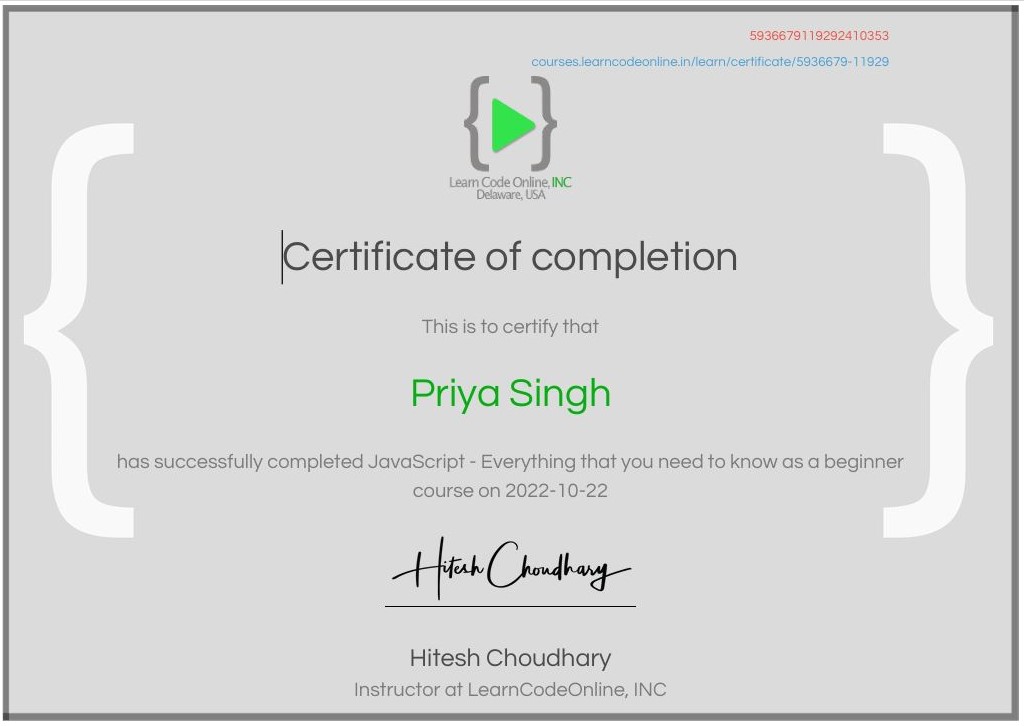 5936679119292410353
courses.learncodeonline.in/learn/certificate/5936679-11929
Learn Code Online, INC
Delaware, USA
Certificate of completion
This is to certify that
Priya Singh
has successfully completed JavaScript - Everything that you need to know as a beginner
course on 2022-10-22
Hitesh Choudhary
Hitesh Choudhary
Instructor at LearnCodeOnline, INC